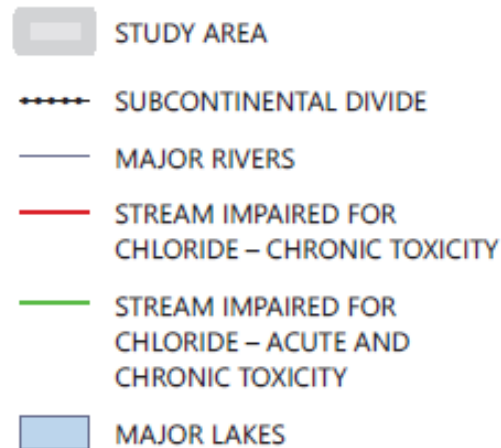 STUDY AREA
SUBCONTINENTAL DIVIDE
MAJOR RIVERS
STREAM IMPAIRED FOR
CHLORIDE – CHRONIC TOXICITY
STREAM IMPAIRED FOR
CHLORIDE – ACUTE AND
CHRONIC TOXICITY
MAJOR LAKES